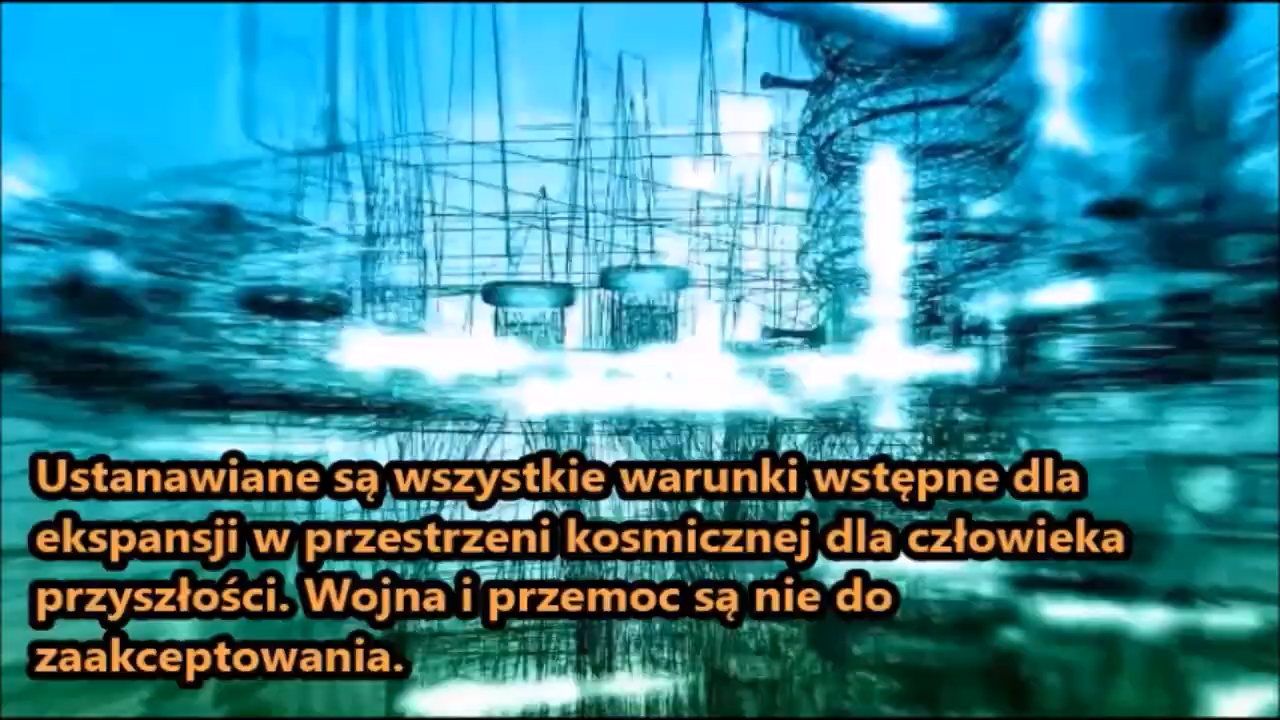 Ustanawiane są wszystkie warunki wstępne dla
ekspansji w przestrzeni kosmicznej dla człowieka
przyszłości. Wojna i przemoc są nie do
zaakceptowania.